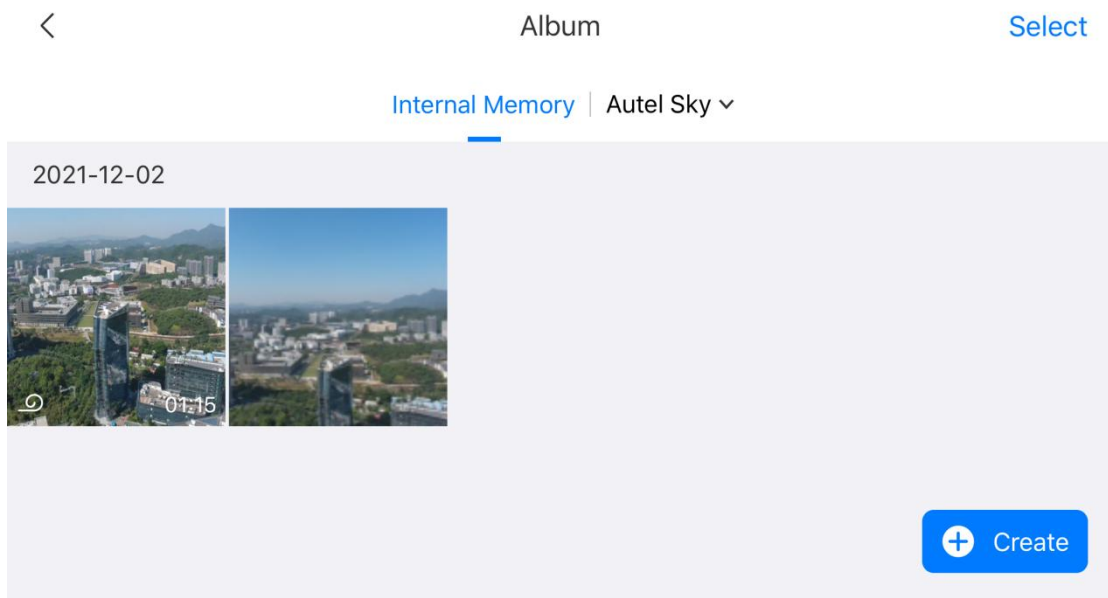 Album
Select
Internal Memory
Autel Sky
2021-12-02
01:15
Create